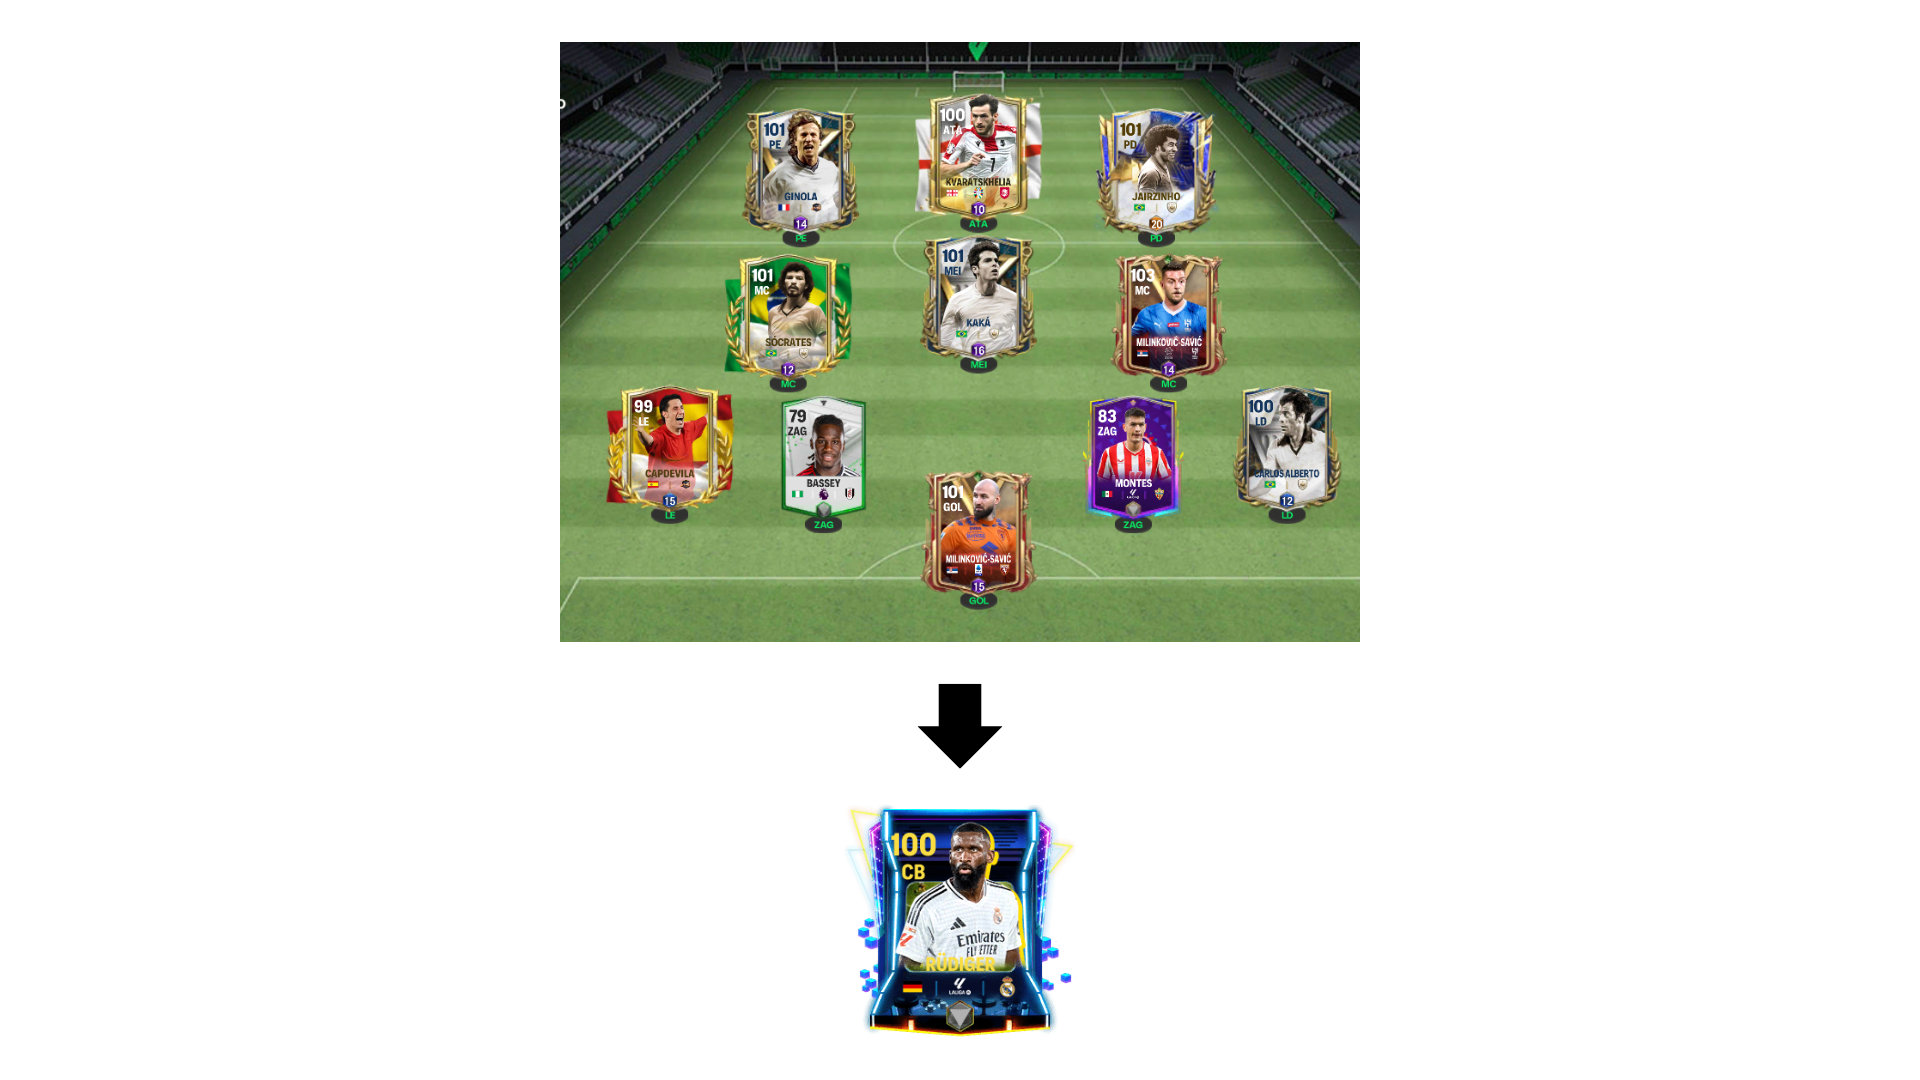 101
PE
GINOLA
14
PE
100
ATA
KVARATSKHELIA
10
ATA
101
PD
JAIRZINHO
20
PD
101
MC
SÓCRATES
12
MC
101
MEI
KAKÁ
16
MEI
103
MC
MILINKOVIĆ-SAVIĆ
14
MC
99
LE
CAPDEVILA
15
LE
79
ZAG
BASSEY
ZAG
101
GOL
MILINKOVIĆ-SAVIĆ
15
GOL
83
ZAG
MONTES
ZAG
100
LD
CARLOS ALBERTO
12
LD
100
CB
Emirates
FLY BETTER
RÜDIGER
LALIGA